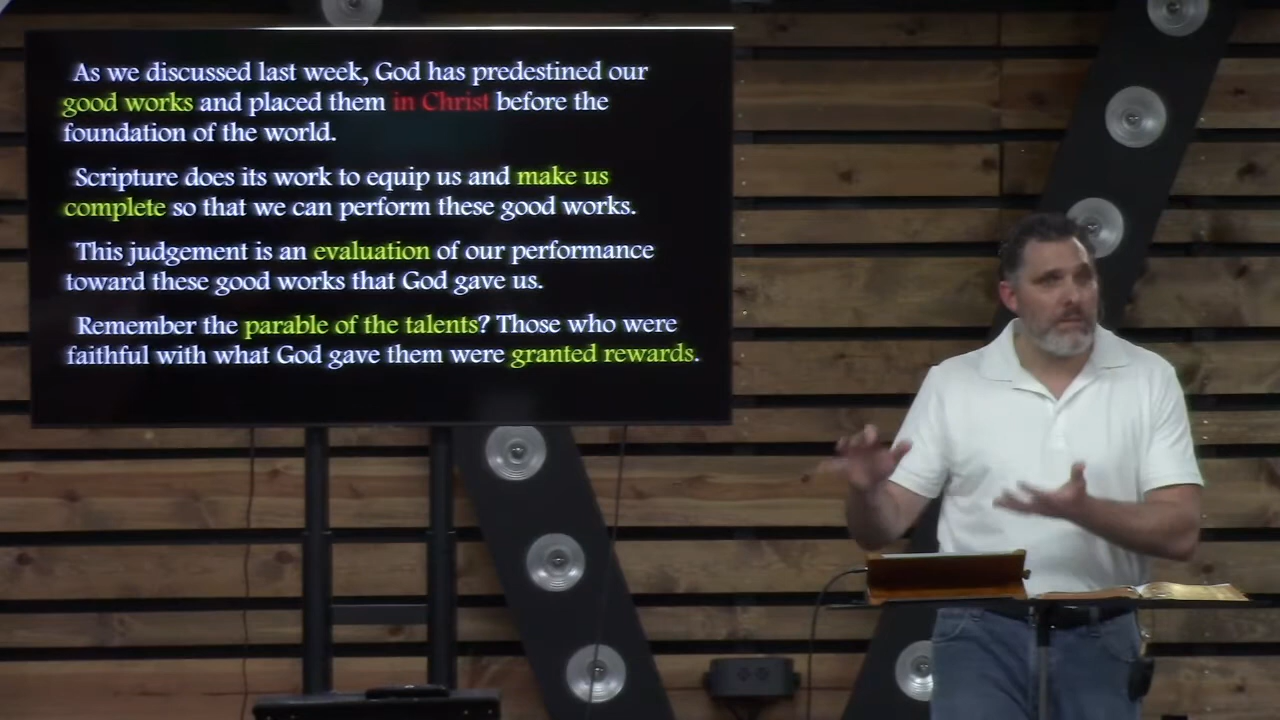 As we discussed last week, God has predestined our
good works and placed them in Christ before the
foundation of the world.
Scripture does its work to equip us and make us
complete so that we can perform these good works.
This judgement is an evaluation of our performance
toward these good works that God gave us.
Remember the parable of the talents? Those who were
faithful with what God gave them were granted rewards.